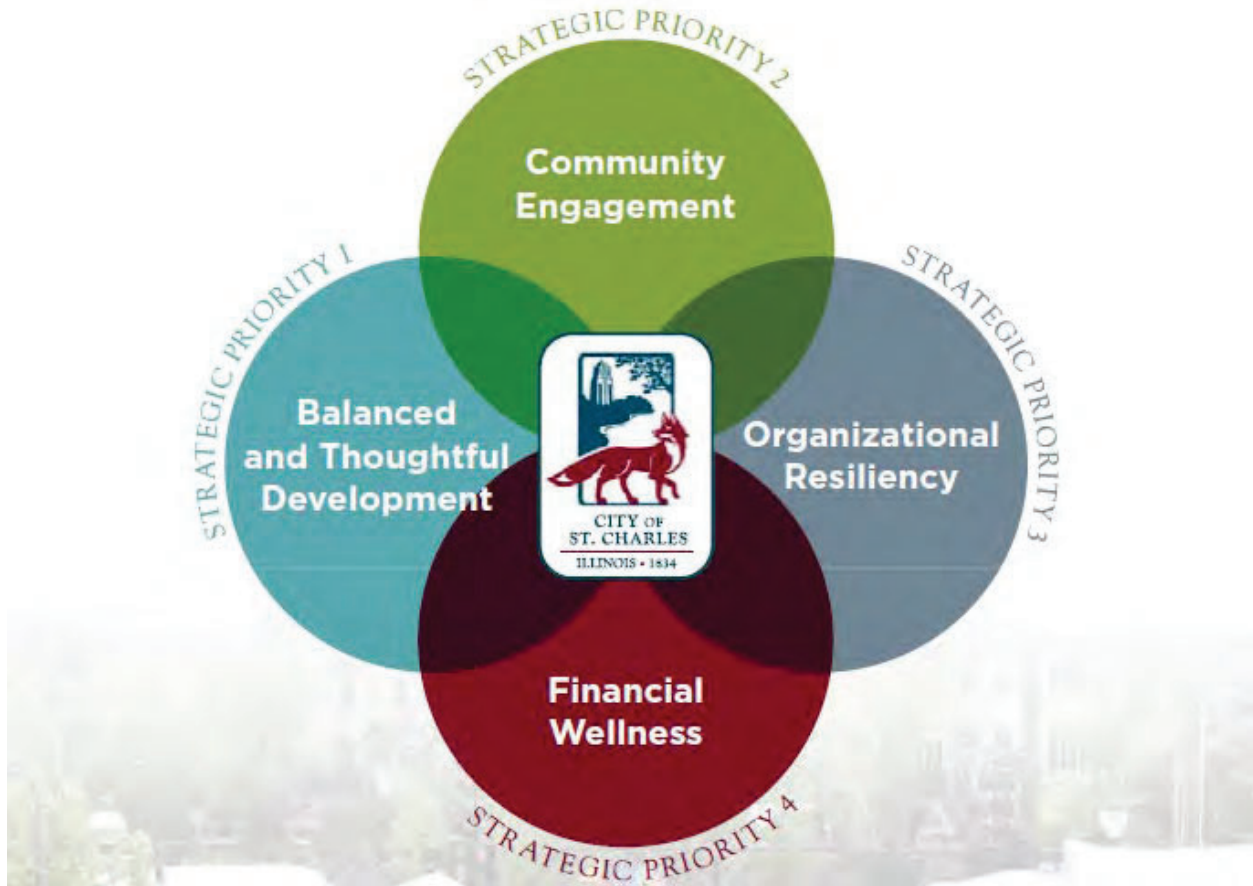 STRATEGIC PRIORITY 2
Community
Engagement
STRATEGIC PRIORITY 1
Balanced
and Thoughtful
Development
STRATEGIC PRIORITY 3
Organizational
Resiliency
CITY OF
ST. CHARLES
ILLINOIS • 1834
Financial
Wellness
STRATEGIC PRIORITY 4